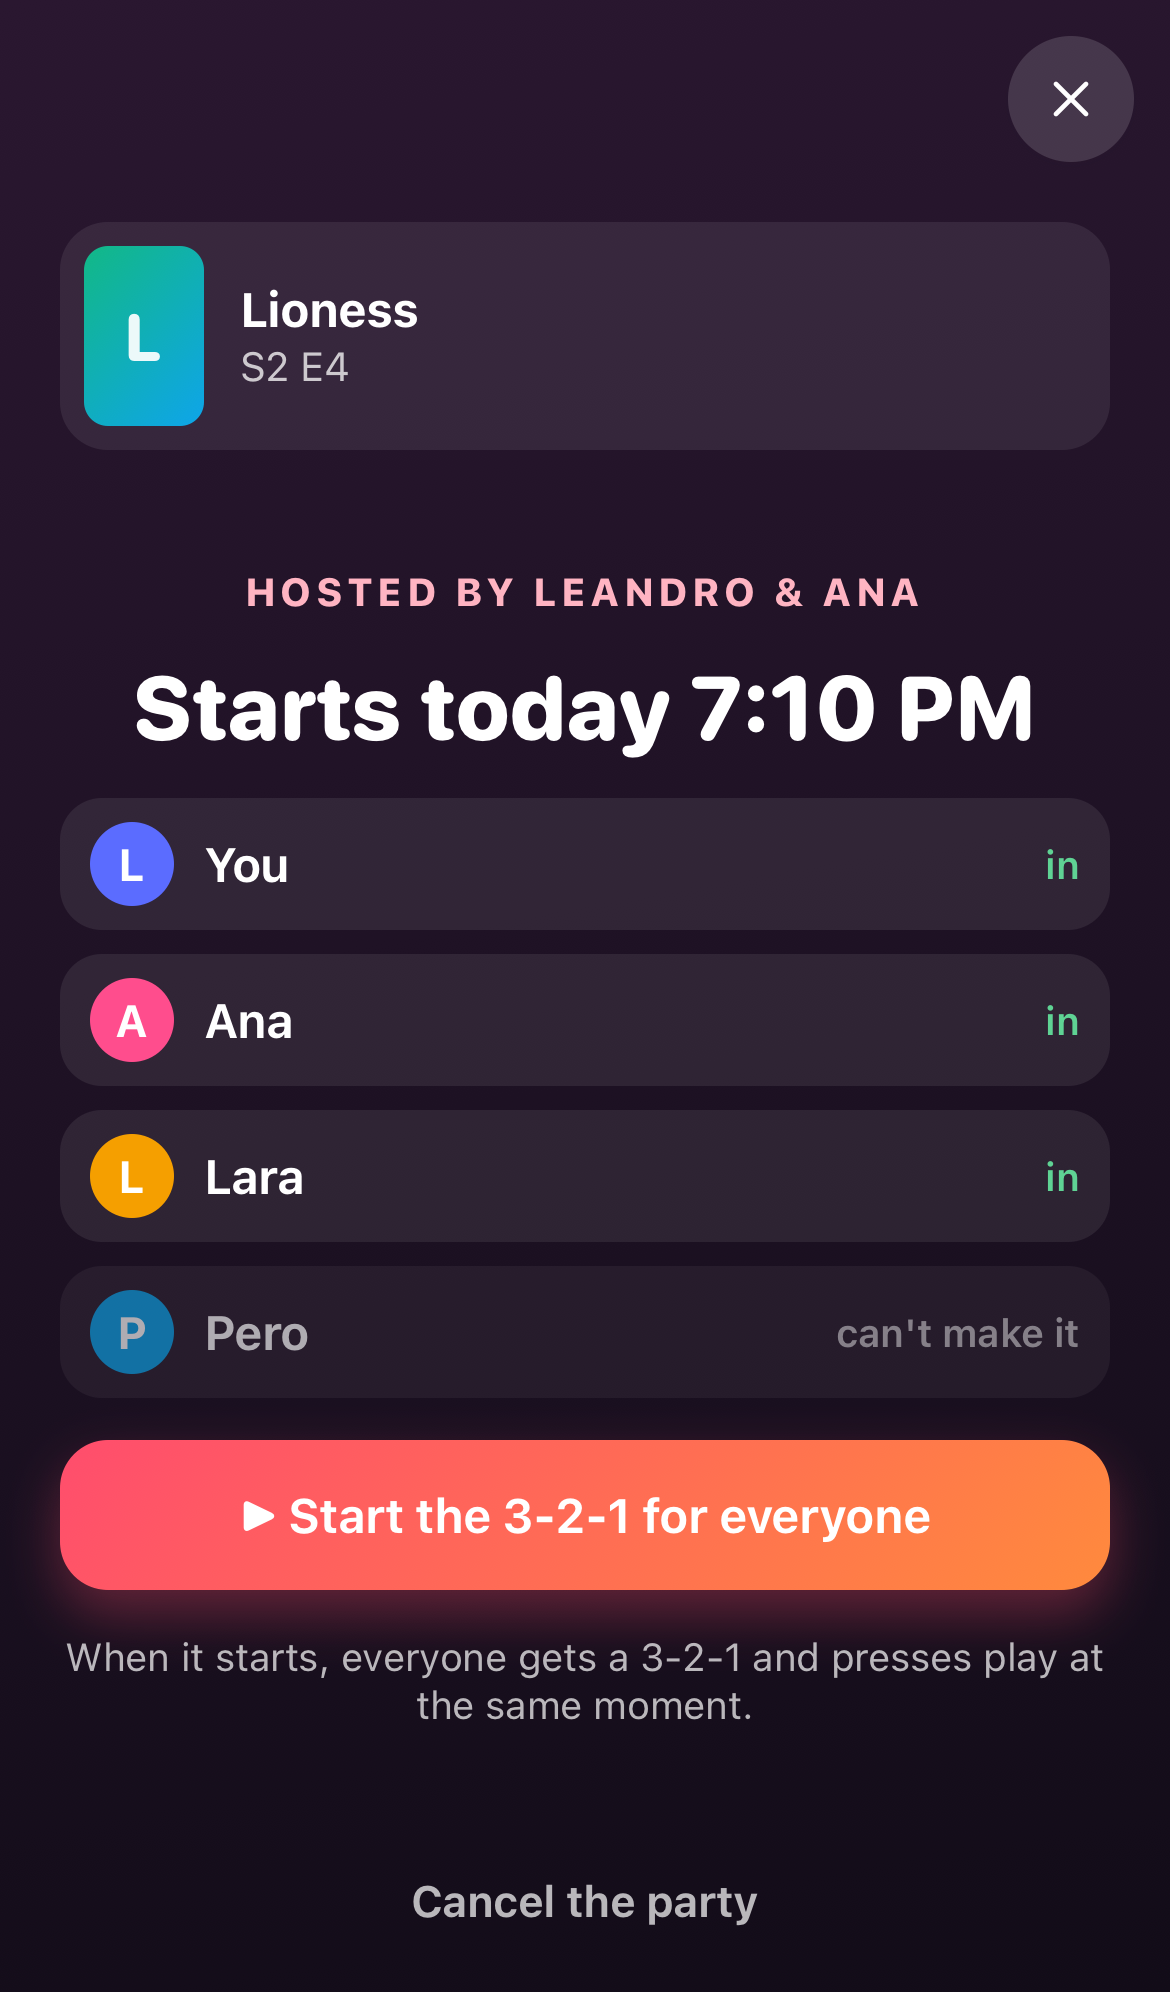 L
Lioness
S2 E4
HOSTED BY LEANDRO & ANA
Starts today 7:10 PM
L You in
A Ana in
L Lara in
P Pero can't make it
Start the 3-2-1 for everyone
When it starts, everyone gets a 3-2-1 and presses play at
the same moment.
Cancel the party